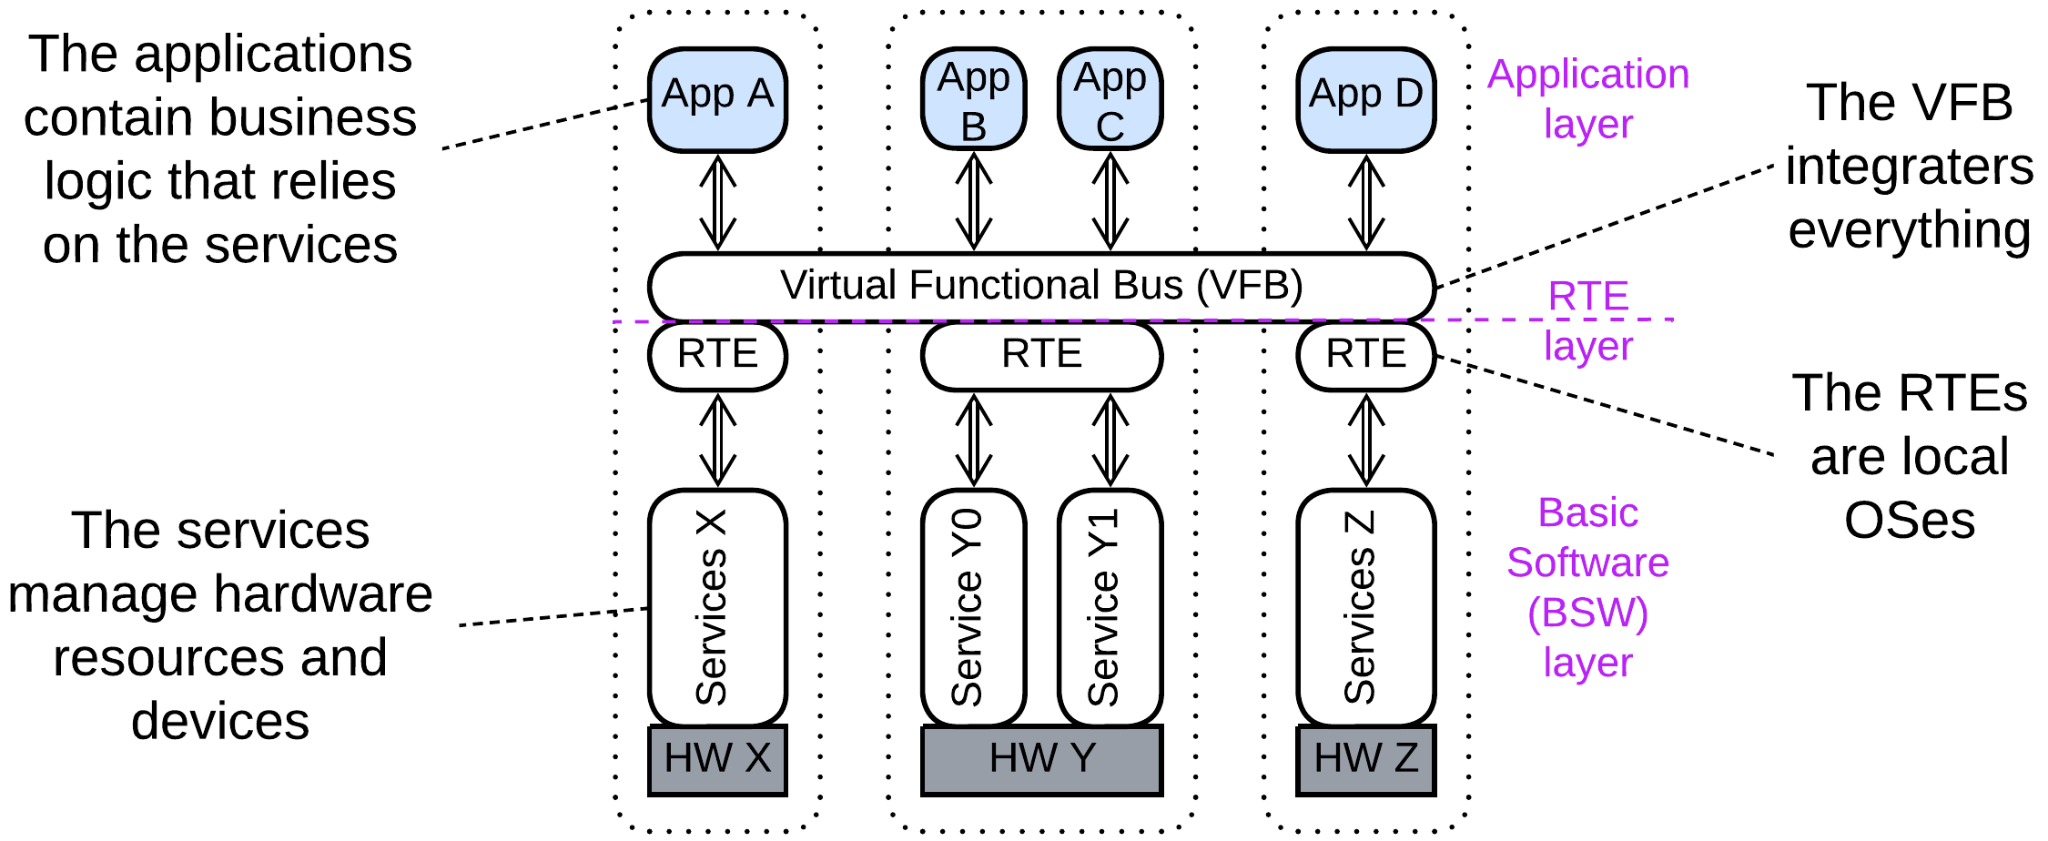 The applications
contain business
logic that relies
on the services
App A
App
B
App
C
App D
Application
layer
The VFB
integraters
everything
Virtual Functional Bus (VFB)
RTE
layer
RTE
RTE
RTE
The RTEs
are local
OSes
The services
manage hardware
resources and
devices
Services X
Service Y0
Service Y1
Services Z
Basic
Software
(BSW)
layer
HW X
HW Y
HW Z